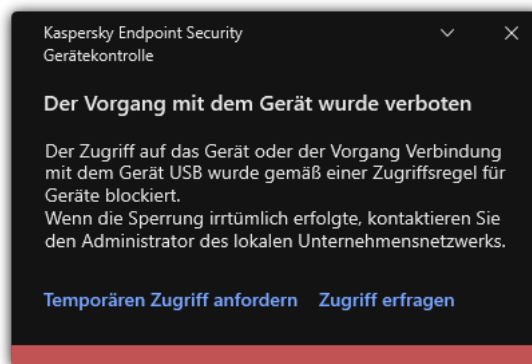 Kaspersky Endpoint Security
Gerätekontrolle
Der Vorgang mit dem Gerät wurde verboten
Der Zugriff auf das Gerät oder der Vorgang Verbindung
mit dem Gerät USB wurde gemäß einer Zugriffsregel für
Geräte blockiert.
Wenn die Sperrung irrtümlich erfolgte, kontaktieren Sie
den Administrator des lokalen Unternehmensnetzwerks.
Temporären Zugriff anfordern Zugriff erfragen